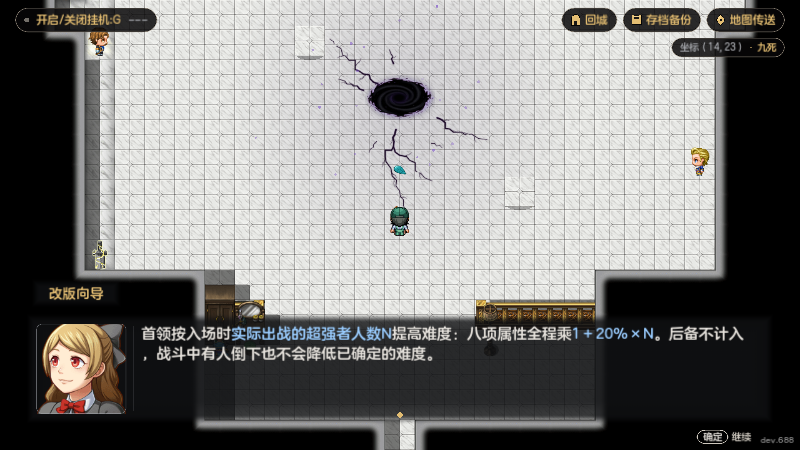 « 开启/关闭挂机:G ---
回城
存档备份
地图传送
坐标 (14,23) · 九死
改版向导
首领按入场时实际出战的超强者人数N提高难度：八项属性全程乘1＋20%×N。后备不计入
，战斗中有人倒下也不会降低已确定的难度。
确定 继续
dev.688